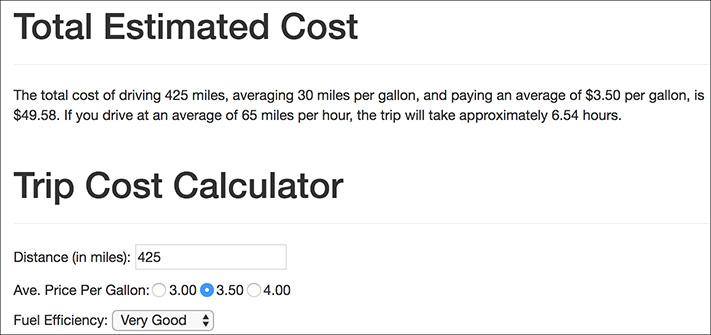 Total Estimated Cost
The total cost of driving 425 miles, averaging 30 miles per gallon, and paying an average of $3.50 per gallon, is
$49.58. If you drive at an average of 65 miles per hour, the trip will take approximately 6.54 hours.
Trip Cost Calculator
Distance (in miles): 425
Ave. Price Per Gallon: 3.00 3.50 4.00
Fuel Efficiency: Very Good